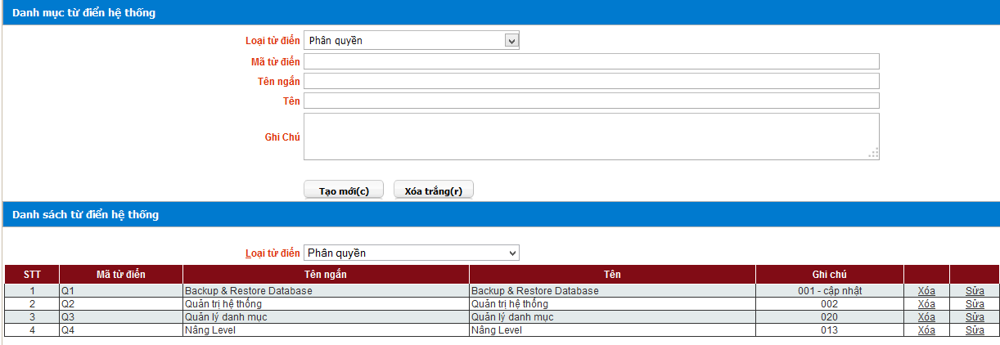 Danh mục từ điển hệ thống
Loại từ điển Phân quyền
Mã từ điển
Tên ngắn
Tên
Ghi Chú
Tạo mới(c) Xóa trắng(r)
Danh sách từ điển hệ thống
Loại từ điển Phân quyền
STT Mã từ điển Tên ngắn Tên Ghi chú
1 Q1 Backup & Restore Database Backup & Restore Database 001 - cập nhật Xóa Sửa
2 Q2 Quản trị hệ thống Quản trị hệ thống 002 Xóa Sửa
3 Q3 Quản lý danh mục Quản lý danh mục 020 Xóa Sửa
4 Q4 Nâng Level Nâng Level 013 Xóa Sửa